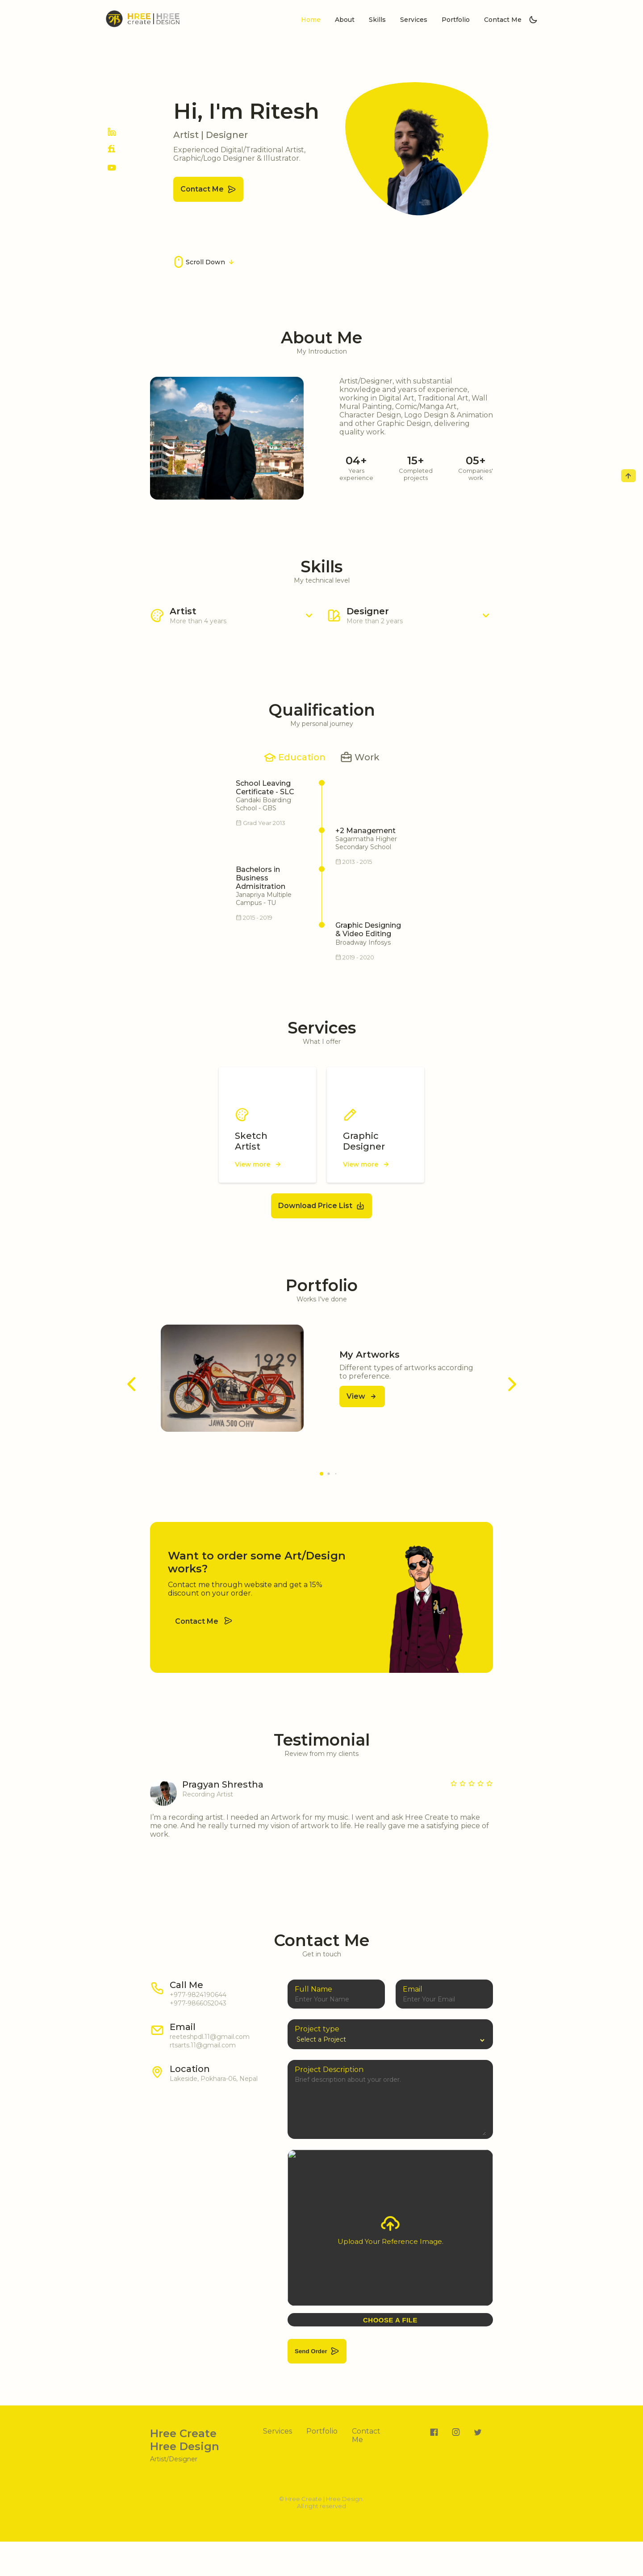 HREE HREE
create DESIGN
Home About Skills Services Portfolio Contact Me
Hi, I'm Ritesh
Artist | Designer
Experienced Digital/Traditional Artist,
Graphic/Logo Designer & Illustrator.
Contact Me
Scroll Down
About Me
My Introduction
Artist/Designer, with substantial
knowledge and years of experience,
working in Digital Art, Traditional Art, Wall
Mural Painting, Comic/Manga Art,
Character Design, Logo Design & Animation
and other Graphic Design, delivering
quality work.
04+ 15+ 05+
Years Completed Companies'
experience projects work
Skills
My technical level
Artist
More than 4 years
Designer
More than 2 years
Qualification
My personal journey
Education Work
School Leaving
Certificate - SLC
Gandaki Boarding
School - GBS
Grad Year 2013
+2 Management
Sagarmatha Higher
Secondary School
2013 - 2015
Bachelors in
Business
Admisitration
Janapriya Multiple
Campus - TU
2015 - 2019
Graphic Designing
& Video Editing
Broadway Infosys
2019 - 2020
Services
What I offer
Sketch
Artist
View more
Graphic
Designer
View more
Download Price List
Portfolio
Works I've done
1929
JAWA 500 OHV
My Artworks
Different types of artworks according
to preference.
View
Want to order some Art/Design
works?
Contact me through website and get a 15%
discount on your order.
Contact Me
Testimonial
Review from my clients
Pragyan Shrestha
Recording Artist
I'm a recording artist. I needed an Artwork for my music. I went and ask Hree Create to make
me one. And he really turned my vision of artwork to life. He really gave me a satisfying piece of
work.
Contact Me
Get in touch
Call Me
+977-9824190644
+977-9866052043
Email
reeteshpdl.11@gmail.com
rtsarts.11@gmail.com
Location
Lakeside, Pokhara-06, Nepal
Full Name
Enter Your Name
Email
Enter Your Email
Project type
Select a Project
Project Description
Brief description about your order.
Upload Your Reference Image.
CHOOSE A FILE
Send Order
Hree Create
Hree Design
Artist/Designer
Services Portfolio Contact
Me
© Hree Create | Hree Design.
All right reserved